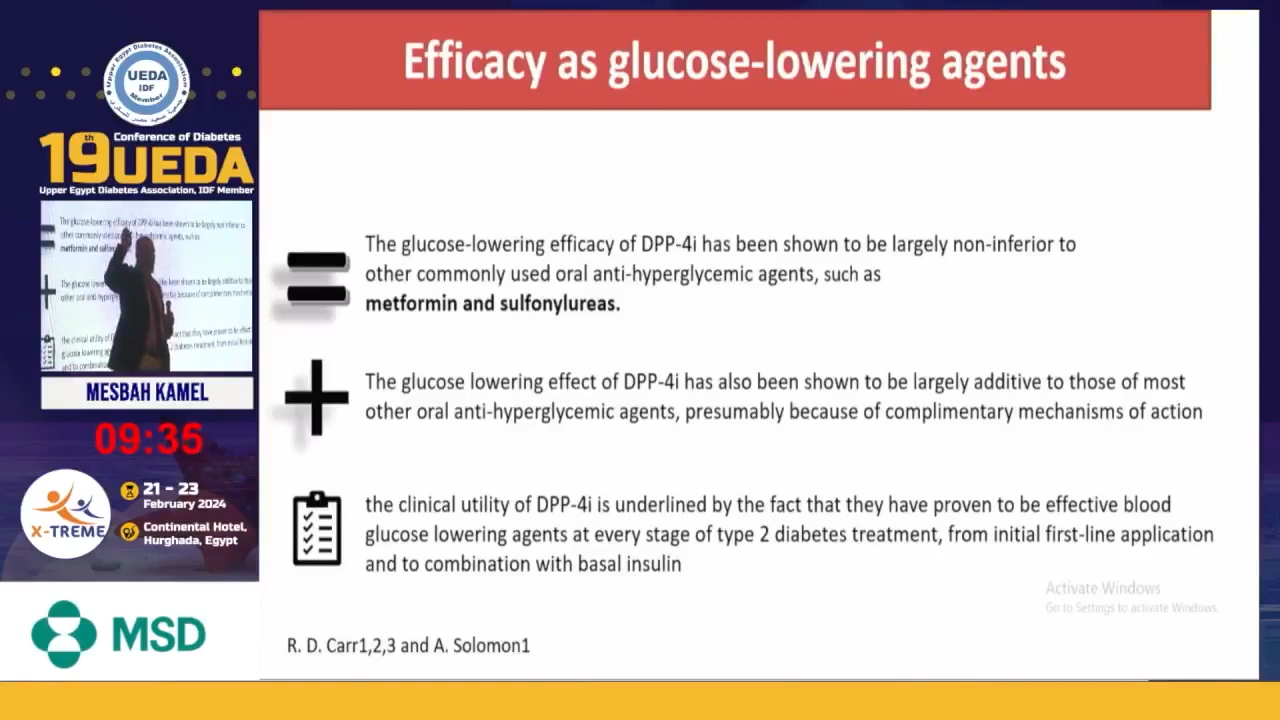 Efficacy as glucose-lowering agents
UEDA
IDF
Member
Upper Egypt Diabetes Association
19th Conference of Diabetes
UEDA
Upper Egypt Diabetes Association, IDF Member
MESBAH KAMEL
09:35
X-TREME
21 - 23
February 2024
Continental Hotel,
Hurghada, Egypt
MSD
The glucose-lowering efficacy of DPP-4i has been shown to be largely non-inferior to
other commonly used oral anti-hyperglycemic agents, such as
metformin and sulfonylureas.
The glucose lowering effect of DPP-4i has also been shown to be largely additive to those of most
other oral anti-hyperglycemic agents, presumably because of complimentary mechanisms of action
the clinical utility of DPP-4i is underlined by the fact that they have proven to be effective blood
glucose lowering agents at every stage of type 2 diabetes treatment, from initial first-line application
and to combination with basal insulin
Activate Windows
Go to Settings to activate Windows.
R. D. Carr1,2,3 and A. Solomon1